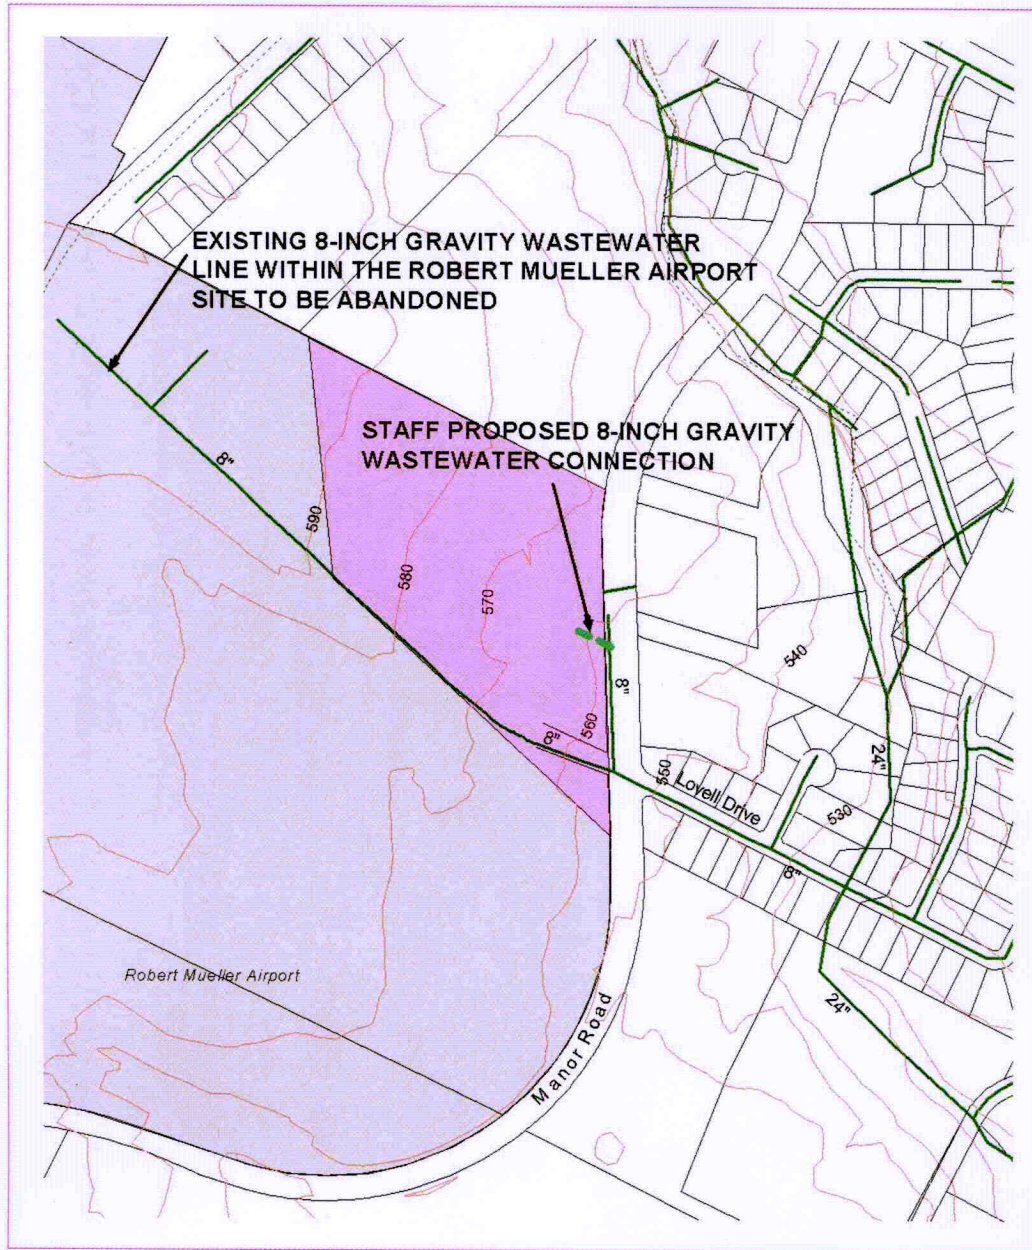 EXISTING 8-INCH GRAVITY WASTEWATER
LINE WITHIN THE ROBERT MUELLER AIRPORT
SITE TO BE ABANDONED
STAFF PROPOSED 8-INCH GRAVITY
WASTEWATER CONNECTION
8"
590
580
570
540
8"
560
8"
550
Lovell Drive
24"
530
8"
Robert Mueller Airport
24"
Manor Road